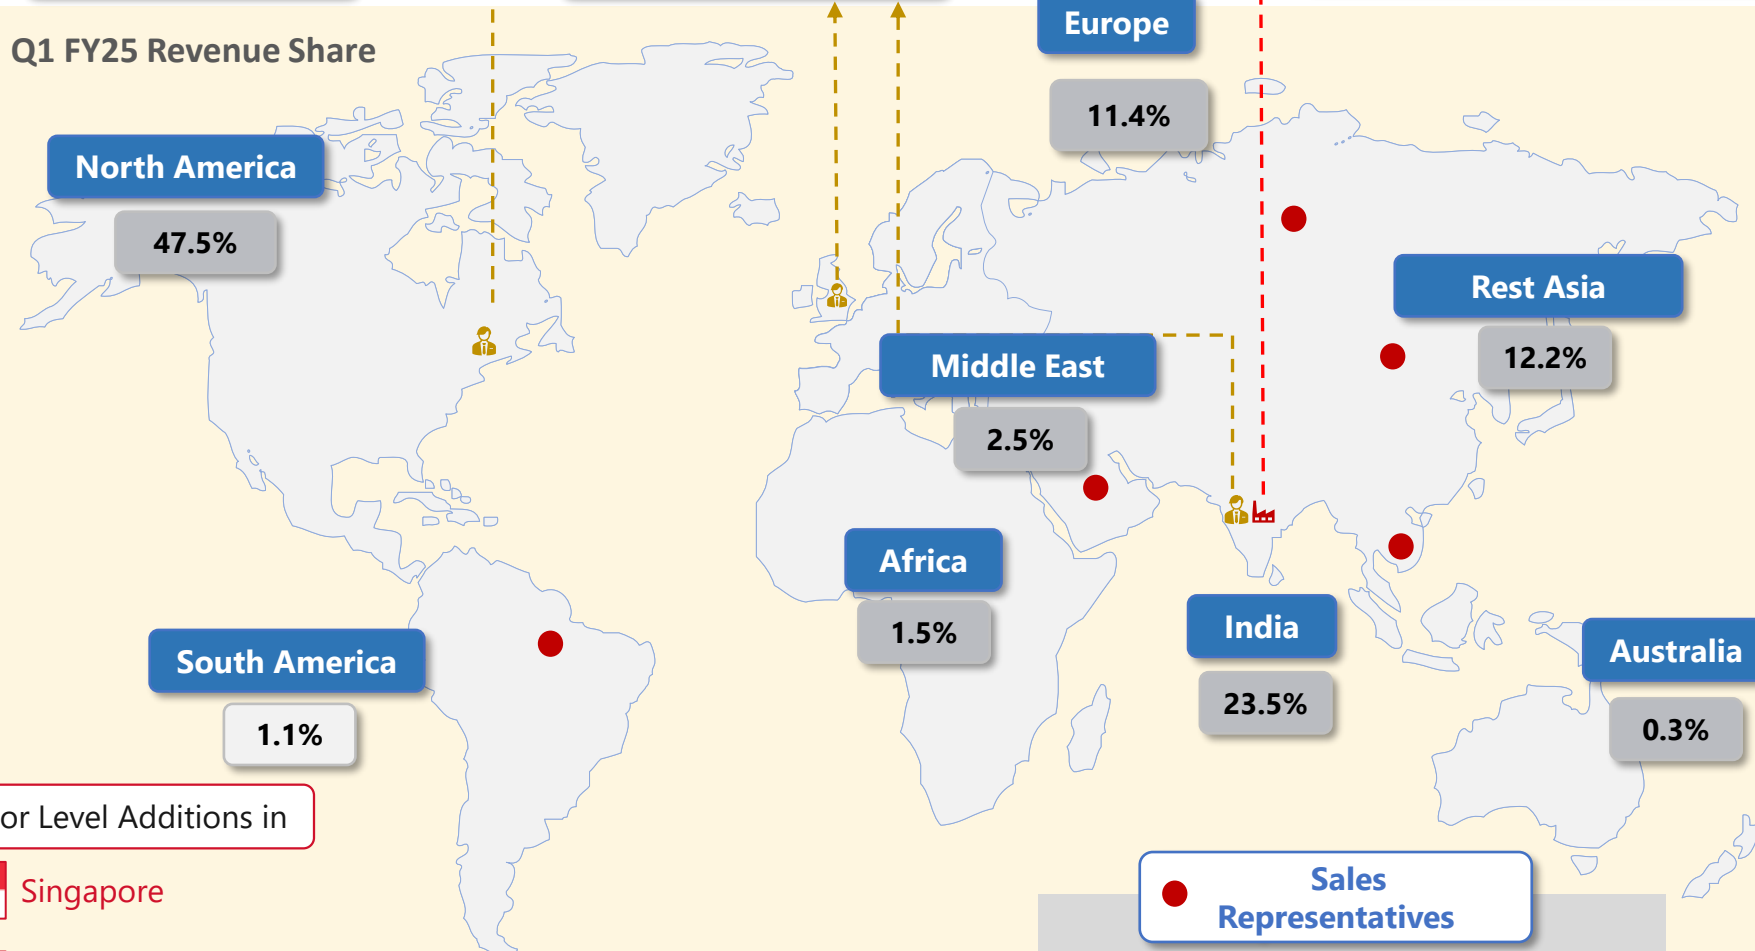 Europe
Q1 FY25 Revenue Share
11.4%
North America
47.5%
Rest Asia
12.2%
Middle East
2.5%
Africa
1.5%
India
23.5%
South America
1.1%
Australia
0.3%
or Level Additions in
Singapore
Sales
Representatives